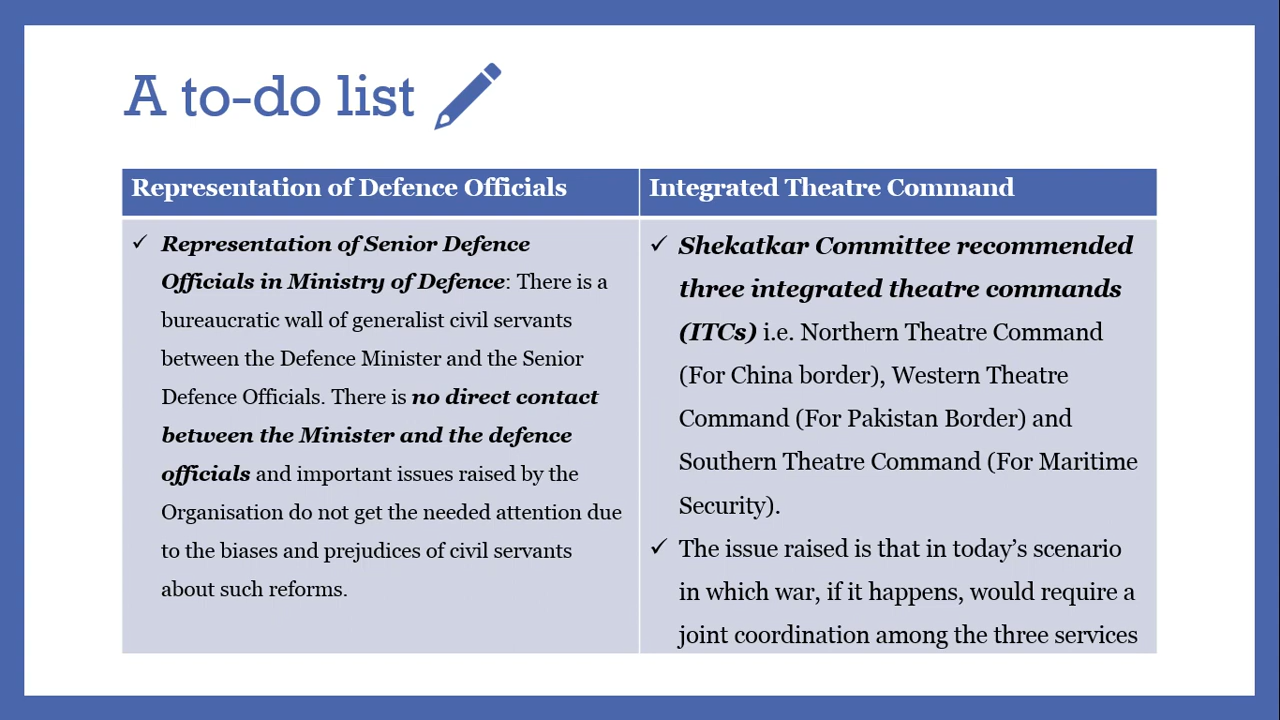 A to-do list
Representation of Defence Officials
Representation of Senior Defence
Officials in Ministry of Defence: There is a
bureaucratic wall of generalist civil servants
between the Defence Minister and the Senior
Defence Officials. There is no direct contact
between the Minister and the defence
officials and important issues raised by the
Organisation do not get the needed attention due
to the biases and prejudices of civil servants
about such reforms.
Integrated Theatre Command
Shekatkar Committee recommended
three integrated theatre commands
(ITCs) i.e. Northern Theatre Command
(For China border), Western Theatre
Command (For Pakistan Border) and
Southern Theatre Command (For Maritime
Security).
The issue raised is that in today’s scenario
in which war, if it happens, would require a
joint coordination among the three services